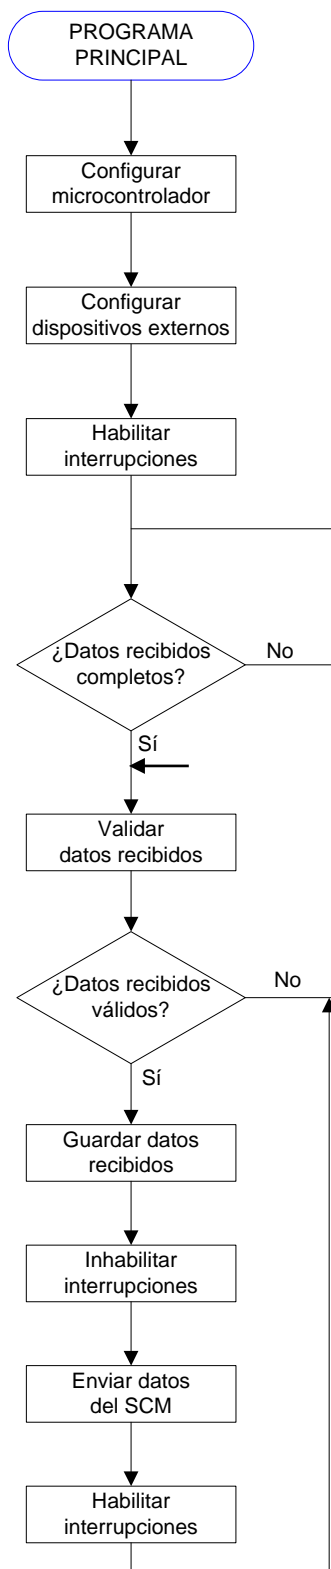 PROGRAMA
PRINCIPAL
Configurar
microcontrolador
Configurar
dispositivos externos
Habilitar
interrupciones
¿Datos recibidos
completos?
No
Sí
Validar
datos recibidos
¿Datos recibidos
válidos?
No
Sí
Guardar datos
recibidos
Inhabilitar
interrupciones
Enviar datos
del SCM
Habilitar
interrupciones